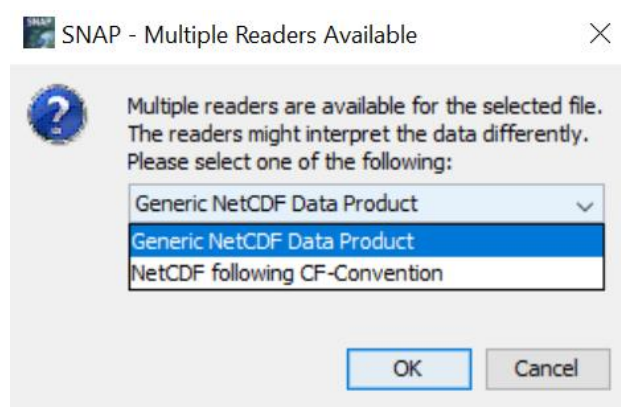 SNAP - Multiple Readers Available
Multiple readers are available for the selected file.
The readers might interpret the data differently.
Please select one of the following:
Generic NetCDF Data Product
Generic NetCDF Data Product
NetCDF following CF-Convention
OK Cancel